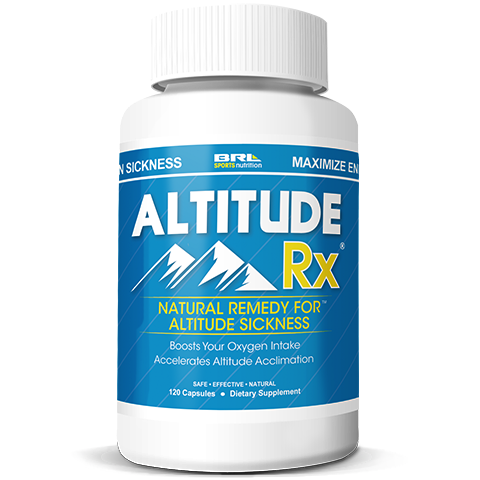 N SICKNESS
BRL
SPORTS nutrition
MAXIMIZE EN
ALTITUDE
Rx®
NATURAL REMEDY FOR™
ALTITUDE SICKNESS
Boosts Your Oxygen Intake
Accelerates Altitude Acclimation
SAFE • EFFECTIVE • NATURAL
120 Capsules • Dietary Supplement